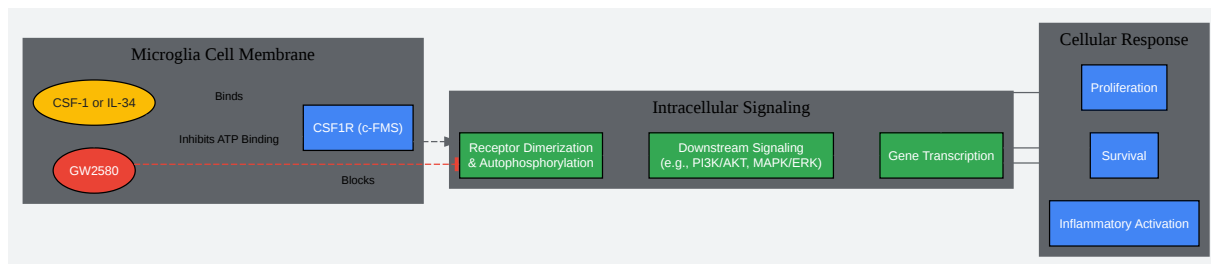 Microglia Cell Membrane
CSF-1 or IL-34
Binds
CSF1R (c-FMS)
Inhibits ATP Binding
GW2580
Blocks
Intracellular Signaling
Receptor Dimerization
& Autophosphorylation
Downstream Signaling
(e.g., PI3K/AKT, MAPK/ERK)
Gene Transcription
Cellular Response
Proliferation
Survival
Inflammatory Activation